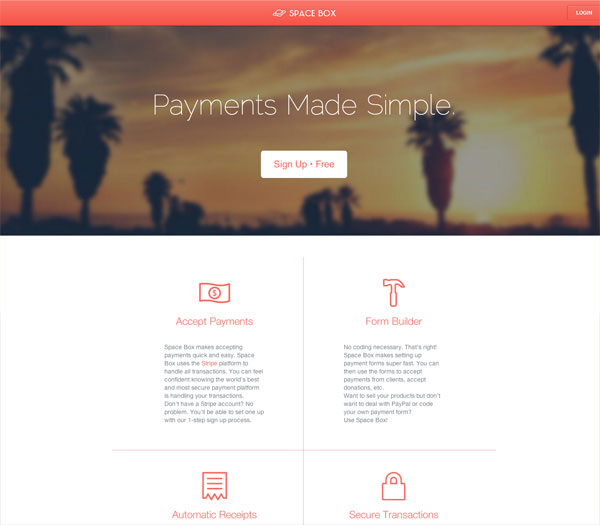 SPACE BOX
LOGIN
Payments Made Simple.
Sign Up • Free
Accept Payments
Space Box makes accepting
payments quick and easy. Space
Box uses the Stripe platform to
handle all transactions. You can feel
confident knowing the world's best
and most secure payment platform
is handling your transactions.
Don't have a Stripe account? No
problem. You'll be able to set one up
with our 1-step sign up process.
Form Builder
No coding necessary. That's right!
Space Box makes setting up
payment forms super fast. You can
then use the forms to accept
payments from clients, accept
donations, etc.
Want to sell your products but don't
want to deal with PayPal or code
your own payment form?
Use Space Box!
Automatic Receipts
Secure Transactions